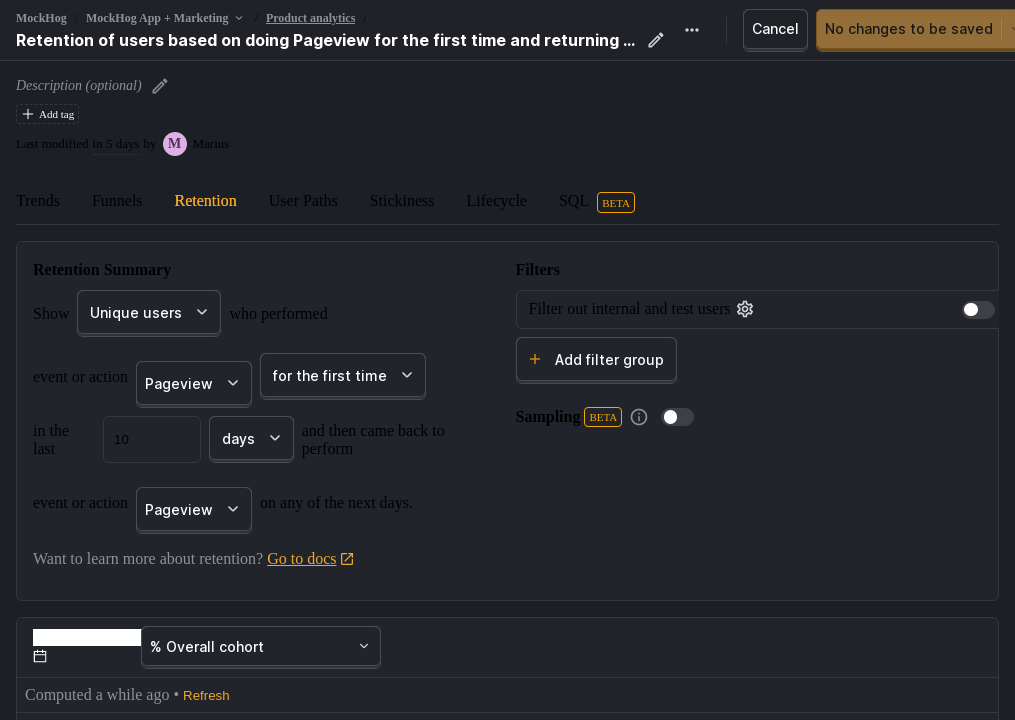 MockHog / MockHog App + Marketing / Product analytics /
Retention of users based on doing Pageview for the first time and returning ...
Cancel
No changes to be saved
Description (optional)
Add tag
Last modified in 5 days by M Marius
Trends Funnels Retention User Paths Stickiness Lifecycle SQL BETA
Retention Summary
Show Unique users who performed
event or action Pageview for the first time
in the last 10 days and then came back to perform
event or action Pageview on any of the next days.
Want to learn more about retention? Go to docs
Filters
Filter out internal and test users
Add filter group
Sampling BETA
% Overall cohort
Computed a while ago • Refresh